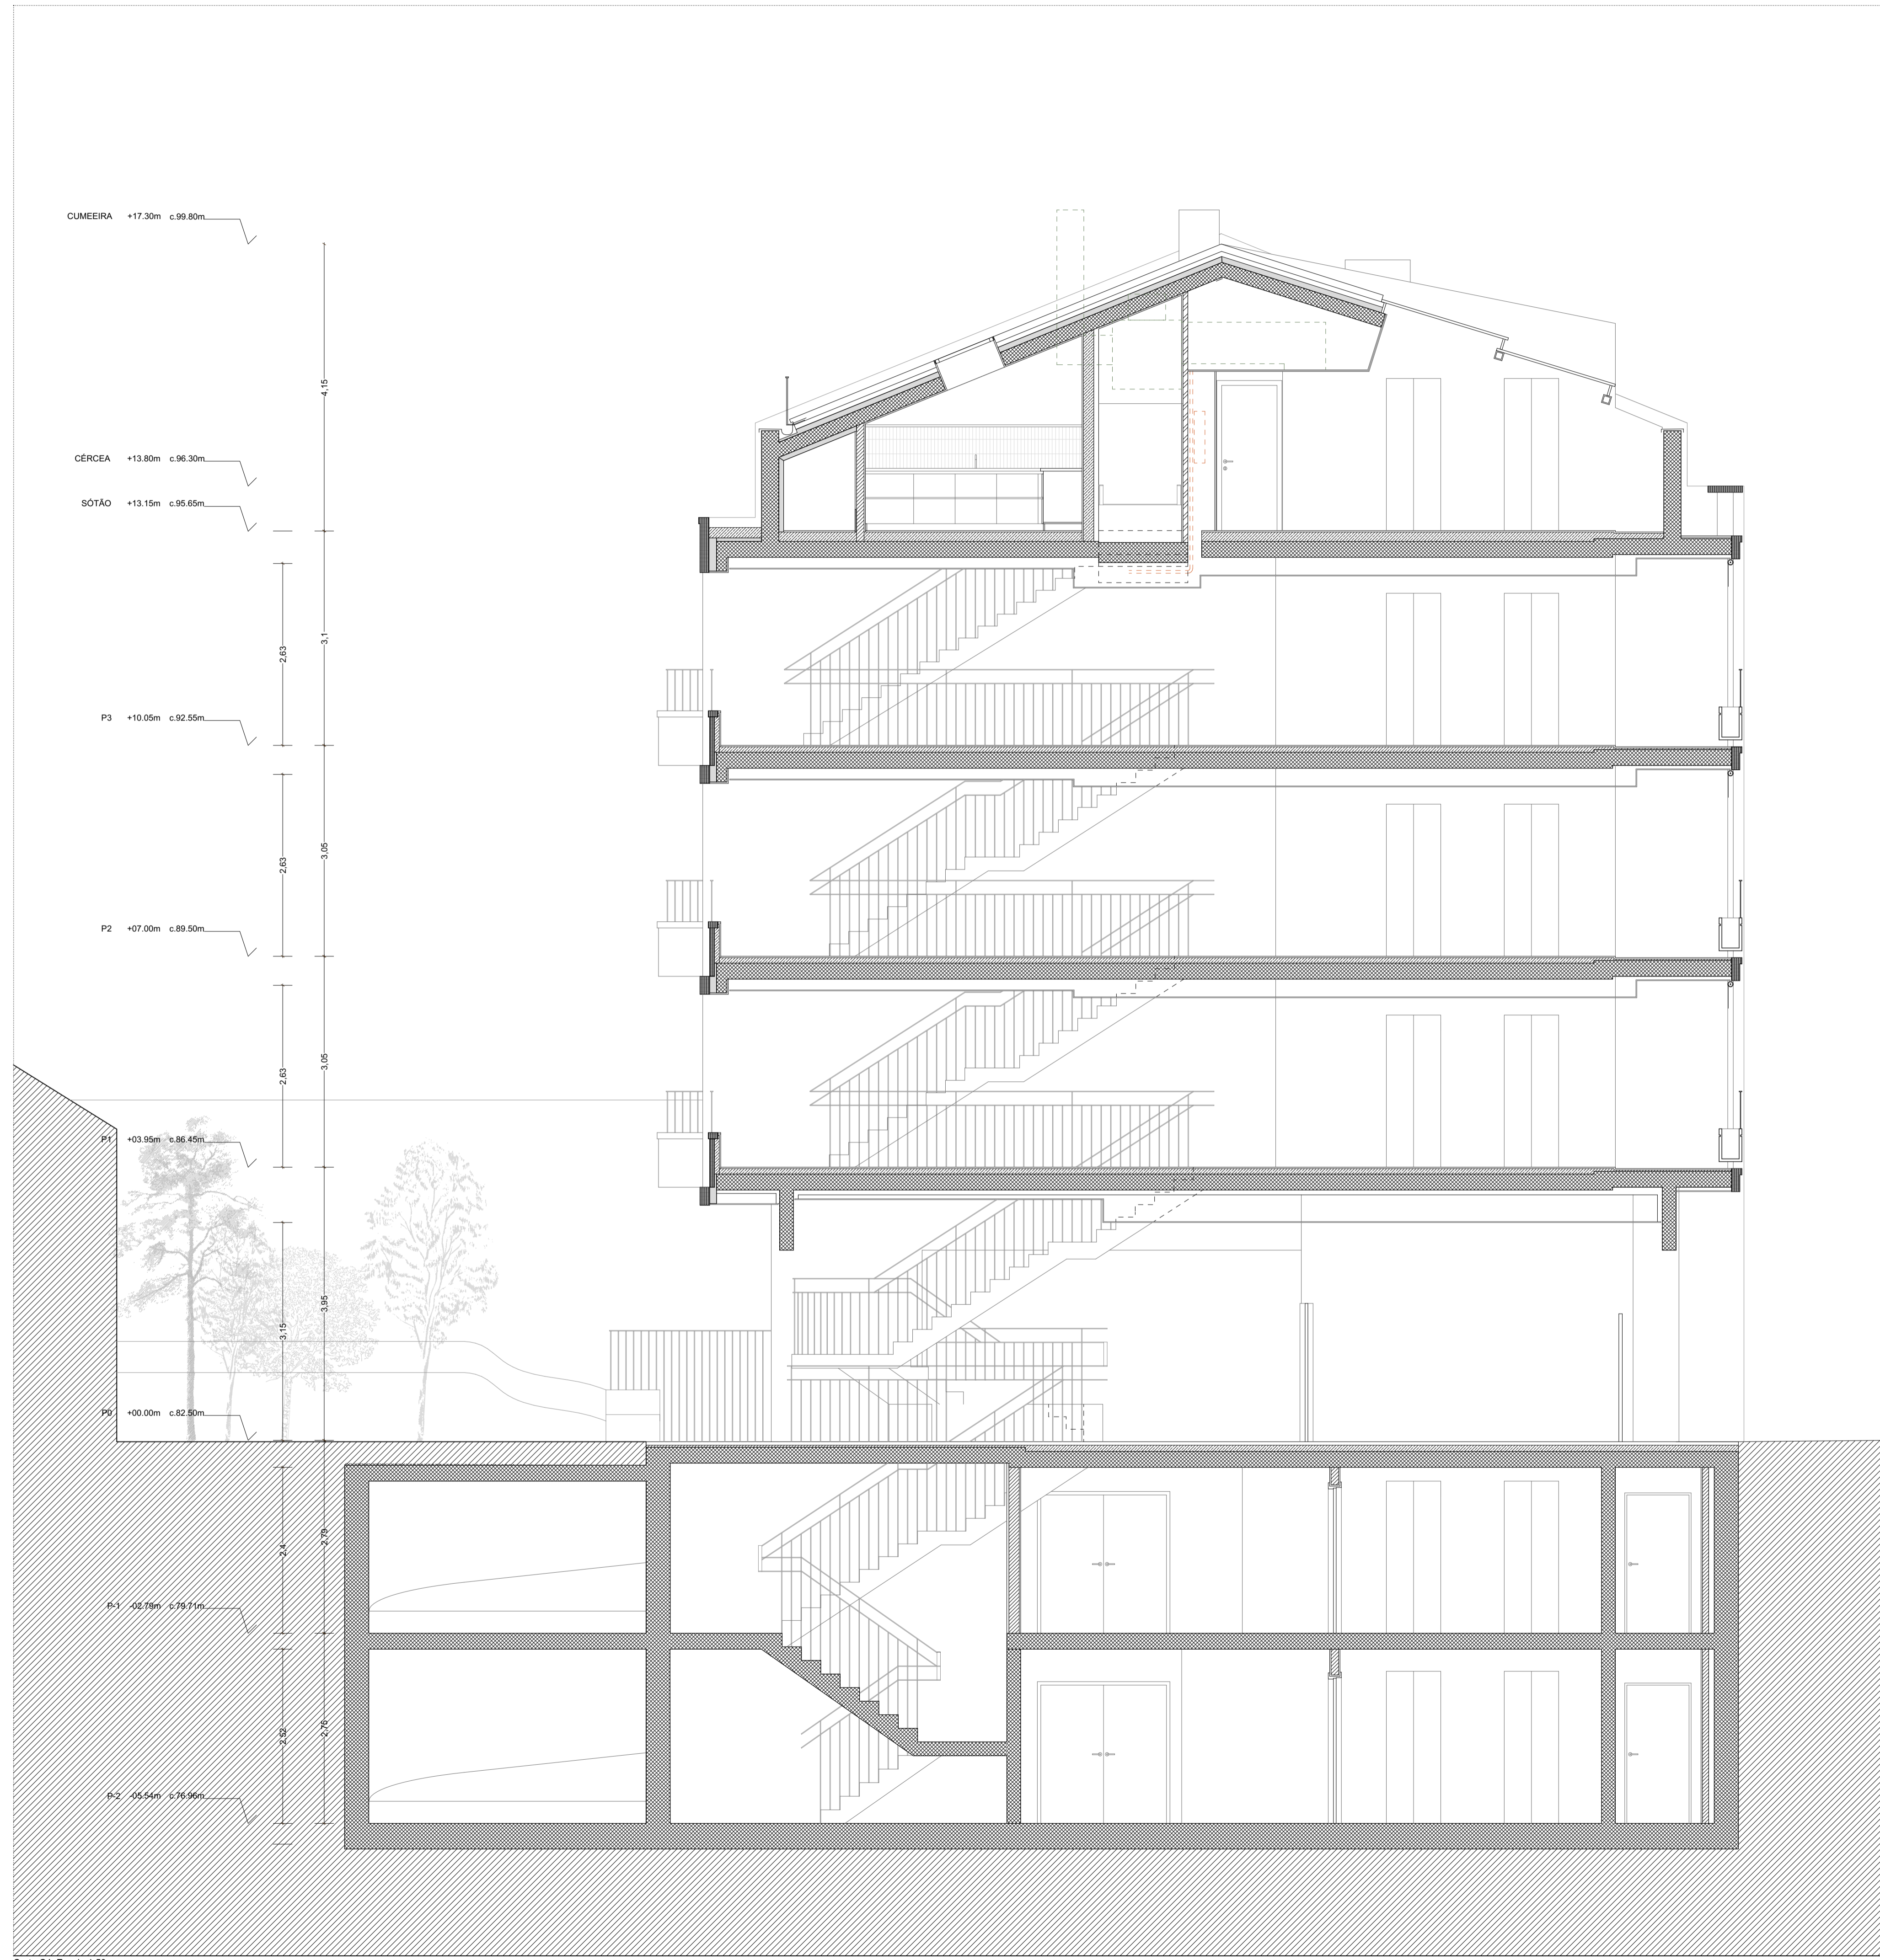 CUMEEIRA +17.30m c.99.80m
4,15
CÉRCEA +13.80m c.96.30m
SÓTÃO +13.15m c.95.65m
3,1
2,63
P3 +10.05m c.92.55m
3,05
2,63
P2 +07.00m c.89.50m
3,05
2,63
P1 +03.95m c.86.45m
3,95
3,15
P0 +00.00m c.82.50m
2,79
2,4
P-1 -02.79m c.79.71m
2,75
2,52
P-2 -05.54m c.76.96m